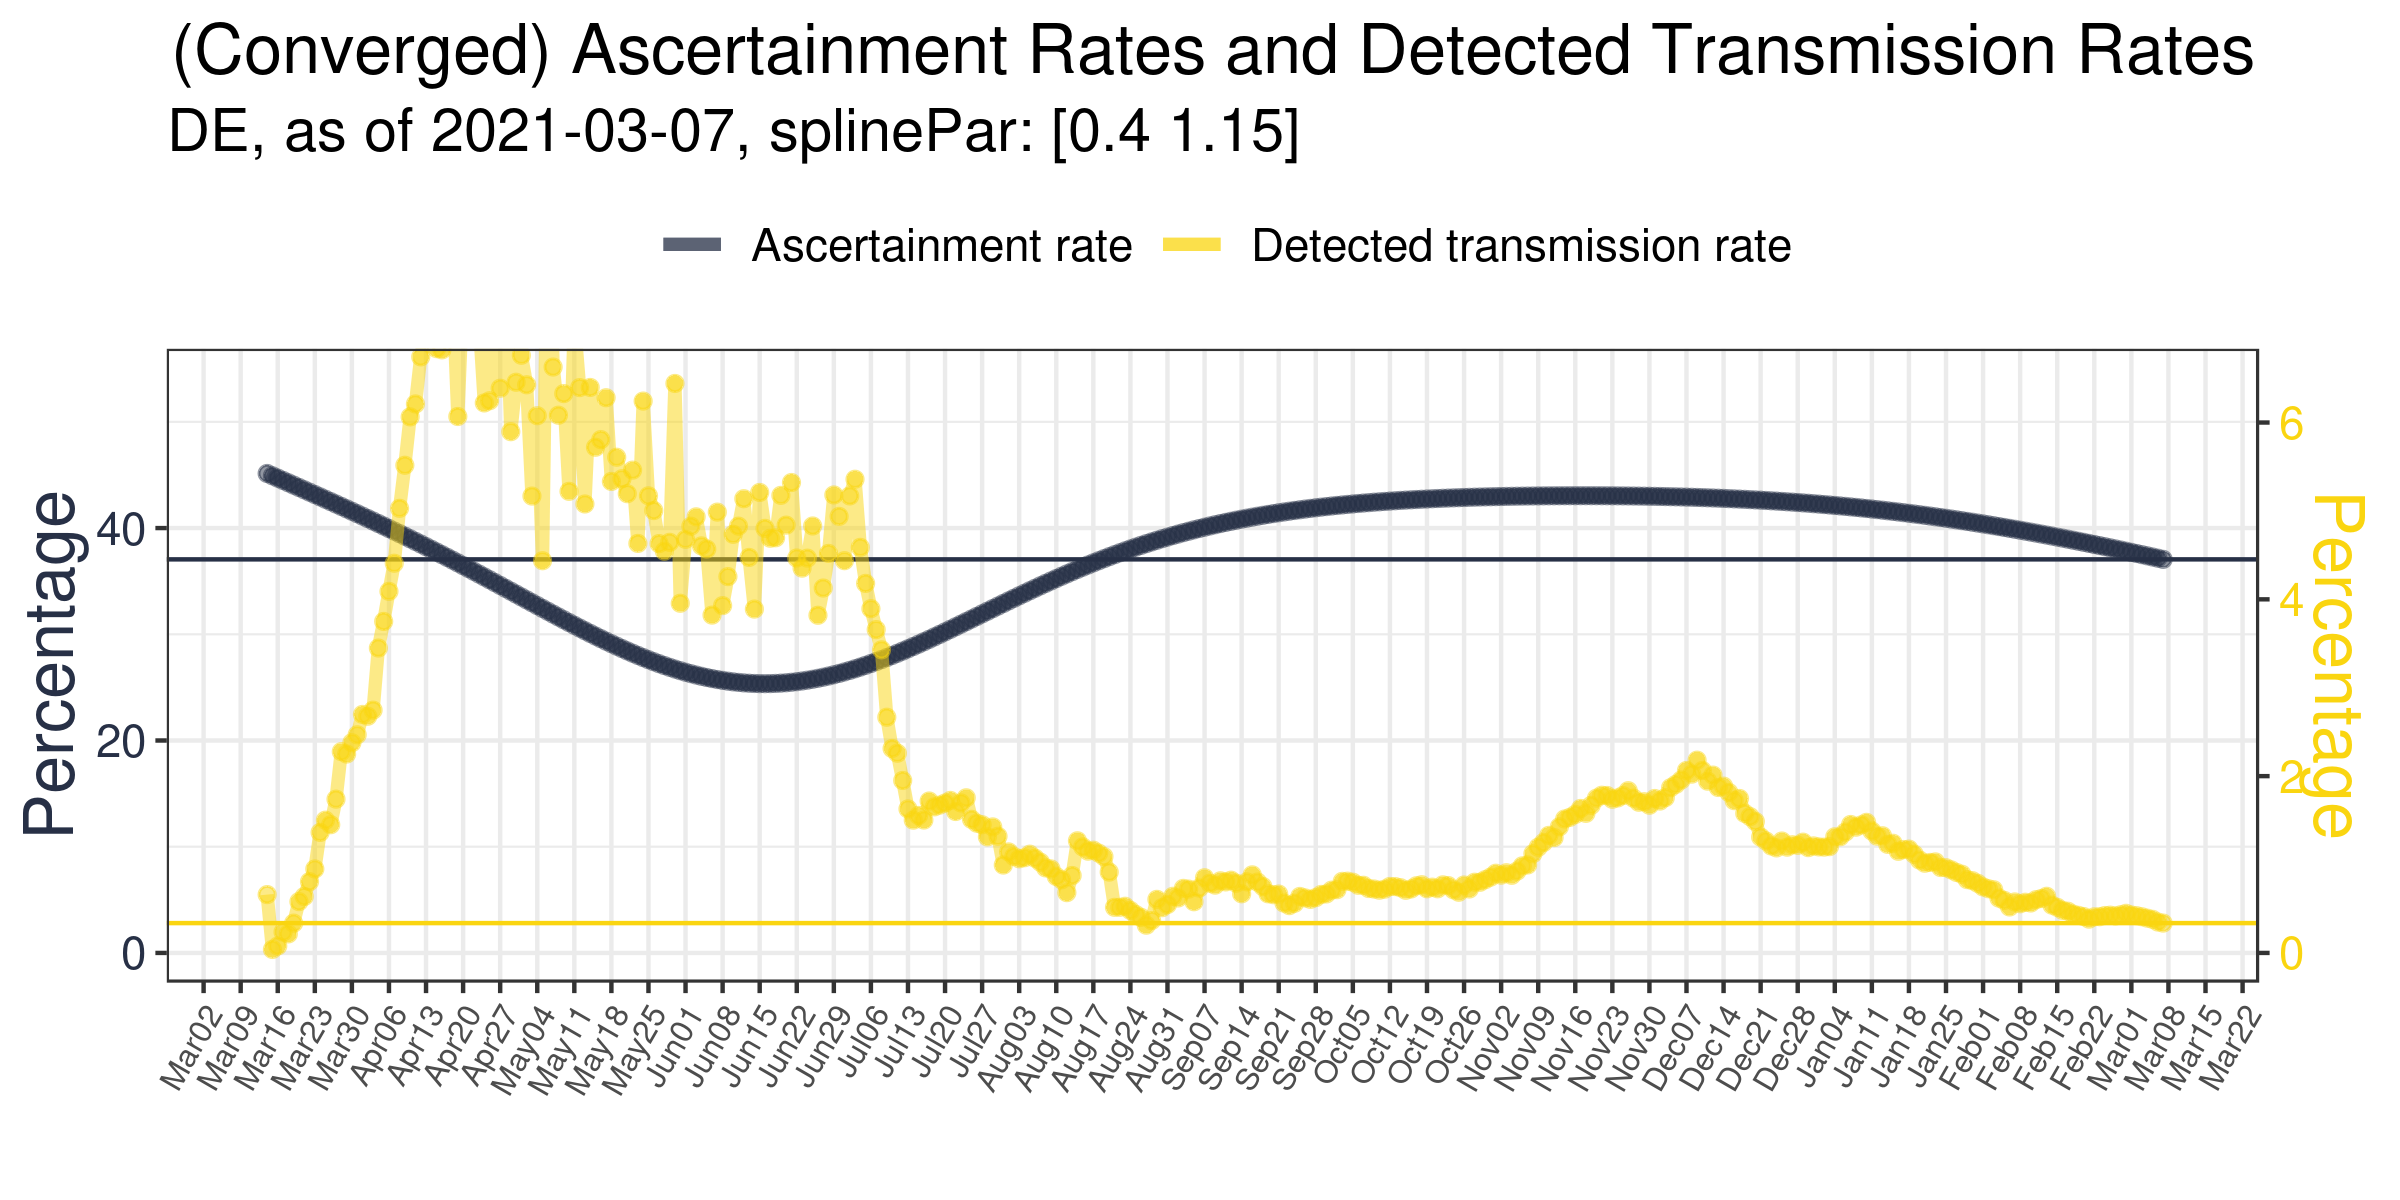 (Converged) Ascertainment Rates and Detected Transmission Rates
DE, as of 2021-03-07, splinePar: [0.4 1.15]
Ascertainment rate Detected transmission rate
Percentage
40
20
0
6
4
2
0
Percentage
Mar02 Mar09 Mar16 Mar23 Mar30 Apr06 Apr13 Apr20 Apr27 May04 May11 May18 May25 Jun01 Jun08 Jun15 Jun22 Jun29 Jul06 Jul13 Jul20 Jul27 Aug03 Aug10 Aug17 Aug24 Aug31 Sep07 Sep14 Sep21 Sep28 Oct05 Oct12 Oct19 Oct26 Nov02 Nov09 Nov16 Nov23 Nov30 Dec07 Dec14 Dec21 Dec28 Jan04 Jan11 Jan18 Jan25 Feb01 Feb08 Feb15 Feb22 Mar01 Mar08 Mar15 Mar22